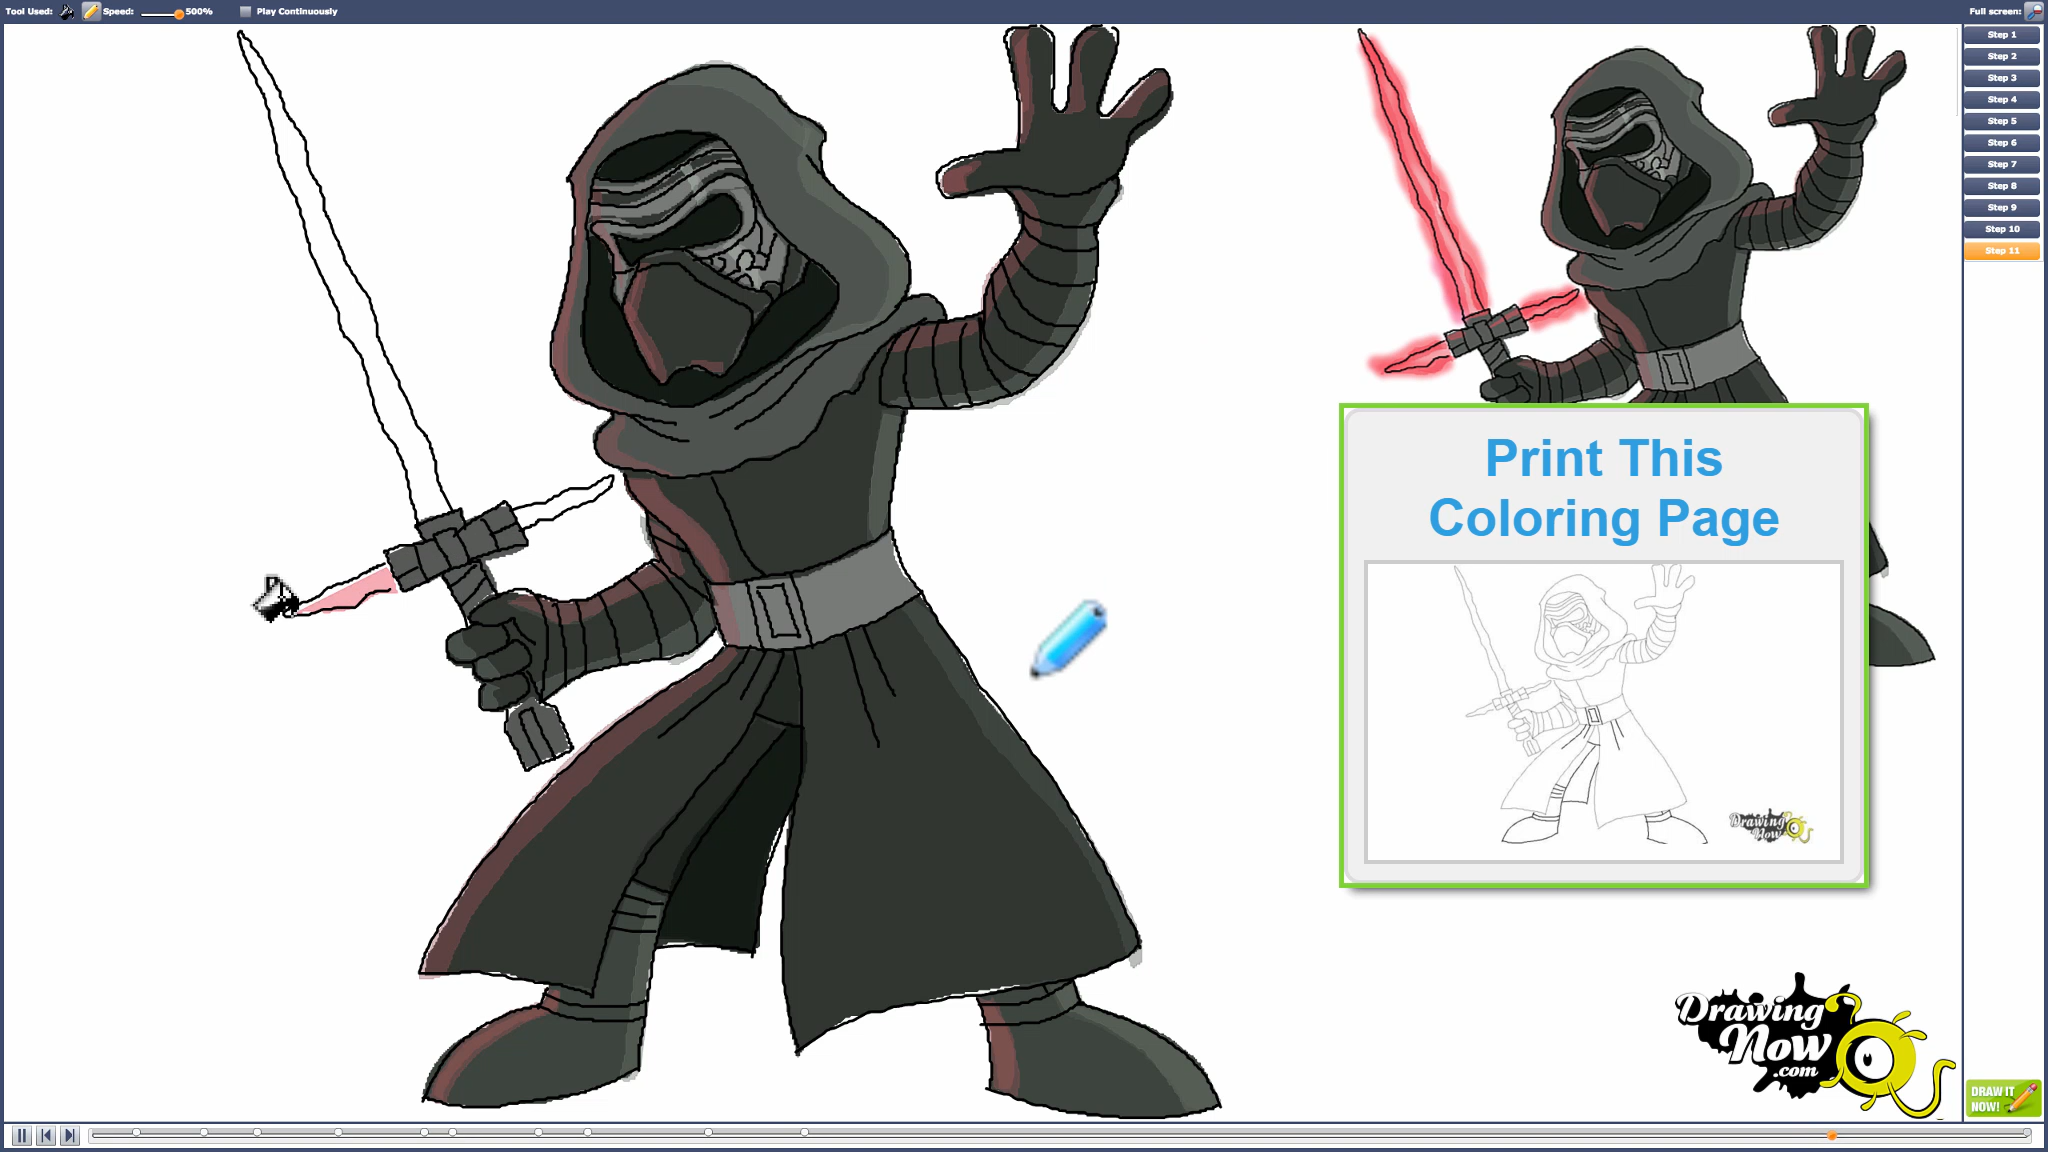 Tool Used:
Speed:
500%
Play Continuously
Full screen:
Step 1
Step 2
Step 3
Step 4
Step 5
Step 6
Step 7
Step 8
Step 9
Step 10
Step 11
Print This
Coloring Page
Drawing
Now
Drawing
Now
.com
DRAW IT
NOW!